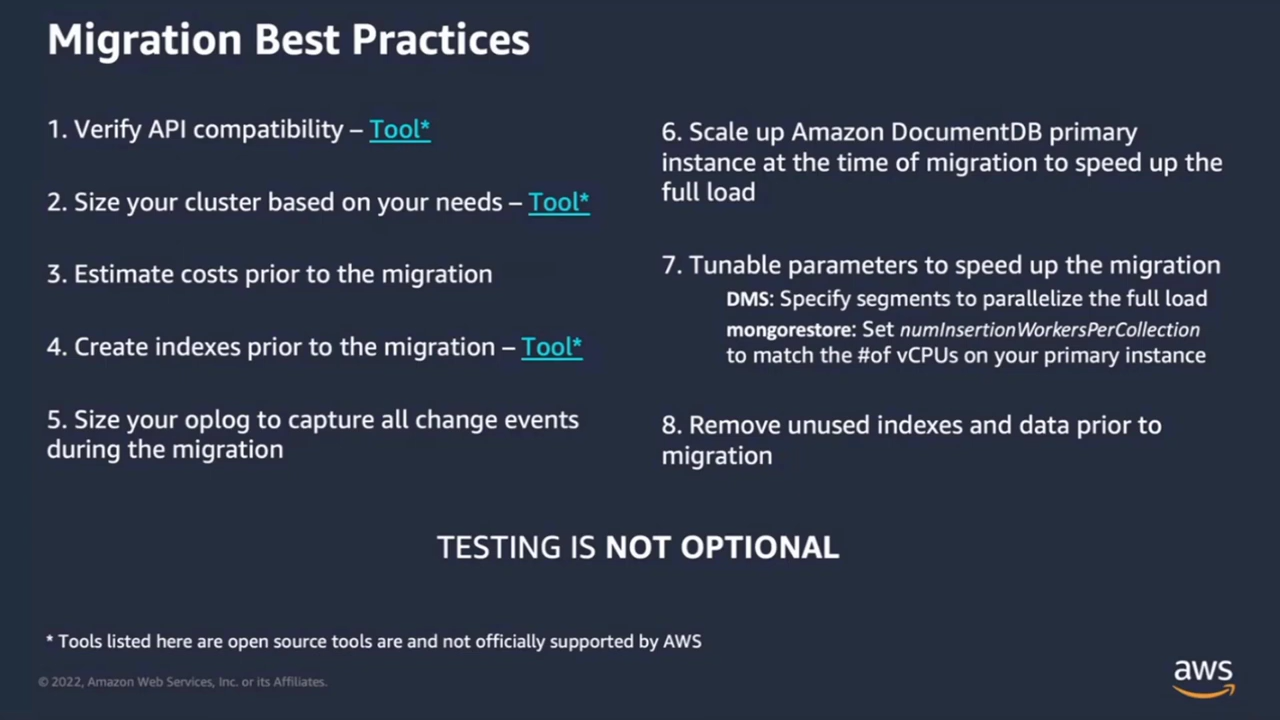 Migration Best Practices
1. Verify API compatibility – Tool*
2. Size your cluster based on your needs – Tool*
3. Estimate costs prior to the migration
4. Create indexes prior to the migration – Tool*
5. Size your oplog to capture all change events
during the migration
6. Scale up Amazon DocumentDB primary
instance at the time of migration to speed up the
full load
7. Tunable parameters to speed up the migration
DMS: Specify segments to parallelize the full load
mongorestore: Set numInsertionWorkersPerCollection
to match the #of vCPUs on your primary instance
8. Remove unused indexes and data prior to
migration
TESTING IS NOT OPTIONAL
* Tools listed here are open source tools are and not officially supported by AWS
© 2022, Amazon Web Services, Inc. or its Affiliates.
aws